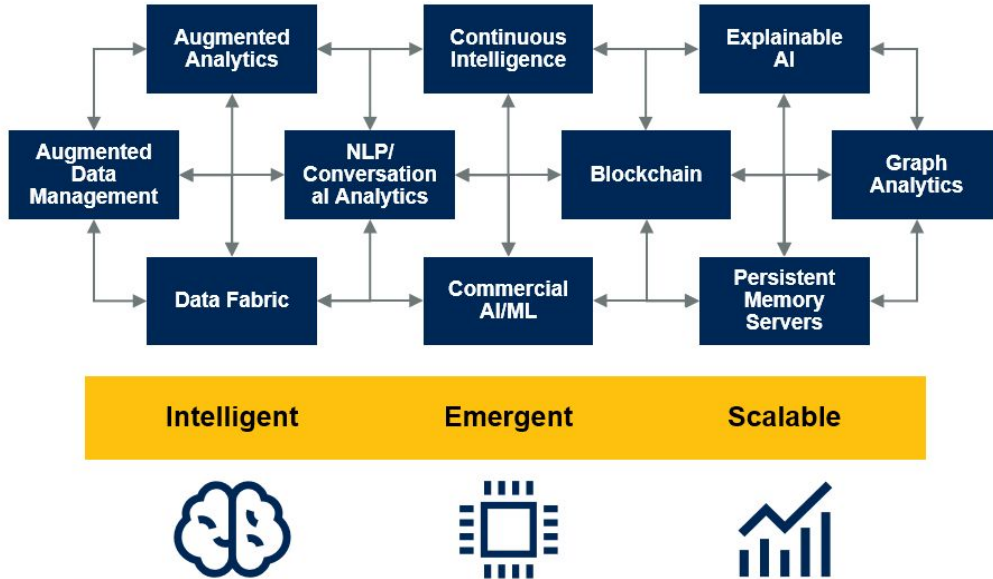 Augmented
Analytics
Continuous
Intelligence
Explainable
AI
Augmented
Data
Management
NLP/
Conversation
al Analytics
Blockchain
Graph
Analytics
Data Fabric
Commercial
AI/ML
Persistent
Memory
Servers
Intelligent
Emergent
Scalable